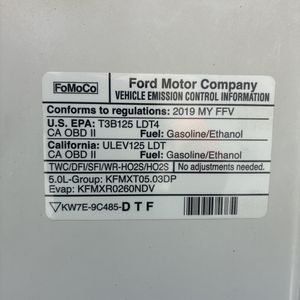 FoMoCo
Ford Motor Company
VEHICLE EMISSION CONTROL INFORMATION
Conforms to regulations: 2019 MY FFV
U.S. EPA: T3B125 LDT4
CA OBD II Fuel: Gasoline/Ethanol
California: ULEV125 LDT
CA OBD II Fuel: Gasoline/Ethanol
TWC/DFI/SFI/WR-HO2S/HO2S No adjustments needed.
5.0L-Group: KFMXT05.03DP
Evap: KFMXR0260NDV
KW7E-9C485-DTF